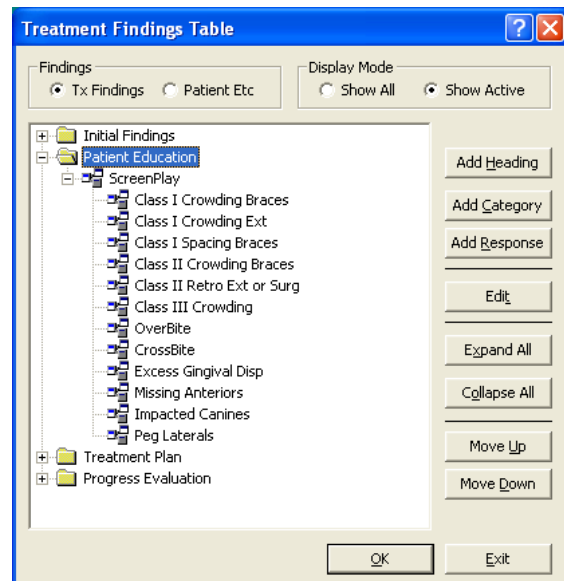 Treatment Findings Table
Findings
Tx Findings Patient Etc
Display Mode
Show All Show Active
Initial Findings
Patient Education
ScreenPlay
Class I Crowding Braces
Class I Crowding Ext
Class I Spacing Braces
Class II Crowding Braces
Class II Retro Ext or Surg
Class III Crowding
OverBite
CrossBite
Excess Gingival Disp
Missing Anteriors
Impacted Canines
Peg Laterals
Treatment Plan
Progress Evaluation
Add Heading
Add Category
Add Response
Edit
Expand All
Collapse All
Move Up
Move Down
OK Exit